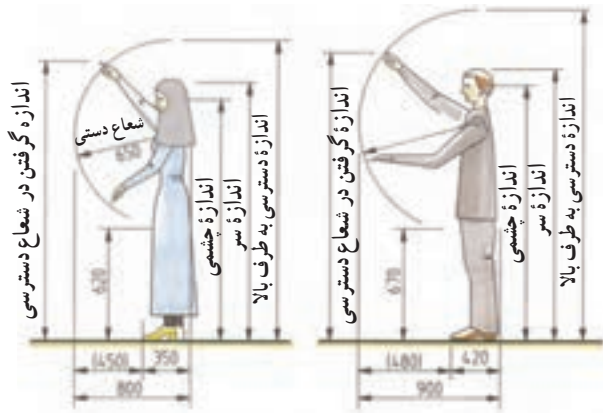 اندازه گرفتن در شعاع دسترسی
شعاع دستی
650
620
اندازهٔ چشمی
اندازهٔ سر
اندازهٔ دسترسی به طرف بالا
(450)
350
800
اندازهٔ گرفتن در شعاع دسترسی
670
اندازهٔ چشمی
اندازهٔ سر
اندازهٔ دسترسی به طرف بالا
(480)
420
900